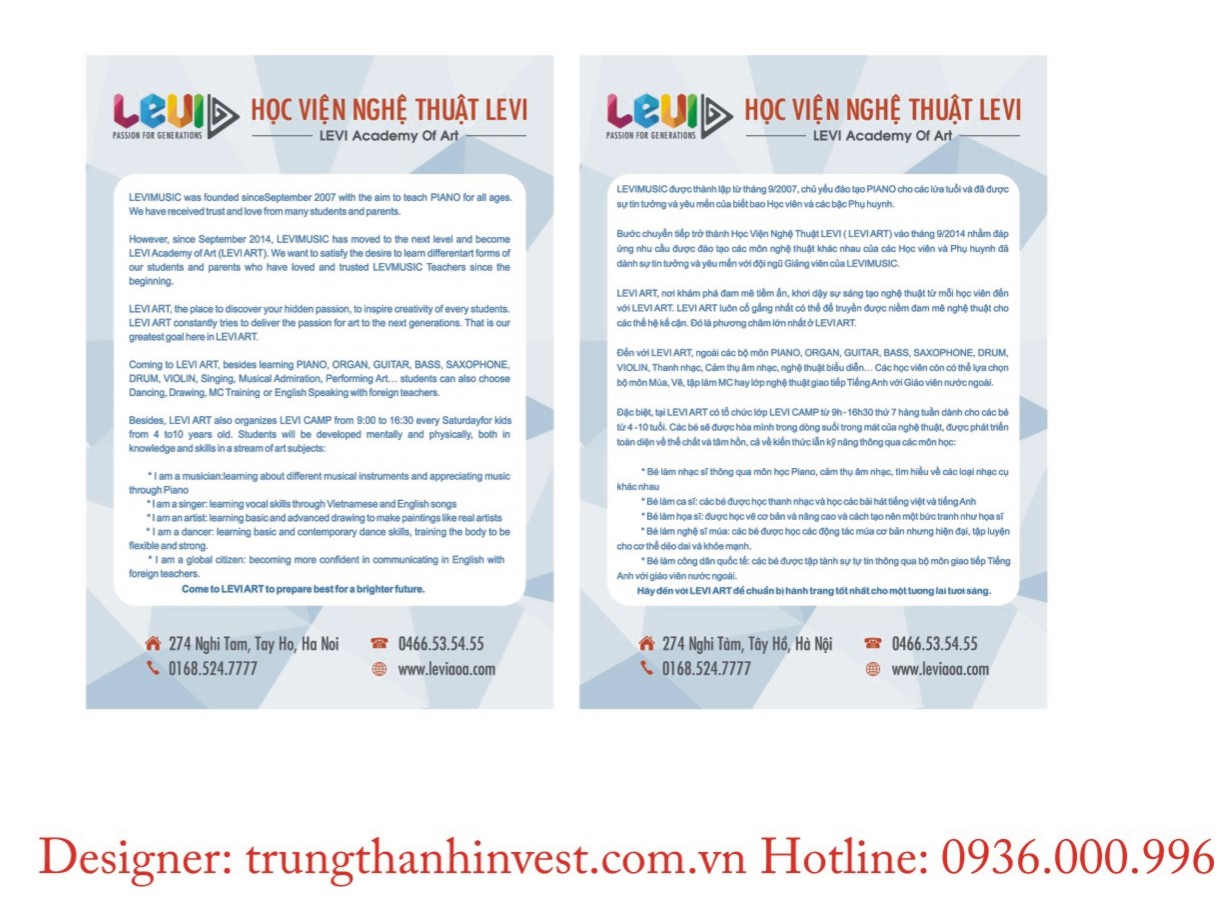 LEVI
PASSION FOR GENERATIONS
HỌC VIỆN NGHỆ THUẬT LEVI
LEVI Academy Of Art
LEVIMUSIC was founded sinceSeptember 2007 with the aim to teach PIANO for all ages.
We have received trust and love from many students and parents.
However, since September 2014, LEVIMUSIC has moved to the next level and become
LEVI Academy of Art (LEVI ART). We want to satisfy the desire to learn differentart forms of
our students and parents who have loved and trusted LEVMUSIC Teachers since the
beginning.
LEVI ART, the place to discover your hidden passion, to inspire creativity of every students.
LEVI ART constantly tries to deliver the passion for art to the next generations. That is our
greatest goal here in LEVI ART.
Coming to LEVI ART, besides learning PIANO, ORGAN, GUITAR, BASS, SAXOPHONE,
DRUM, VIOLIN, Singing, Musical Admiration, Performing Art... students can also choose
Dancing, Drawing, MC Training or English Speaking with foreign teachers.
Besides, LEVI ART also organizes LEVI CAMP from 9:00 to 16:30 every Saturdayfor kids
from 4 to10 years old. Students will be developed mentally and physically, both in
knowledge and skills in a stream of art subjects:
* I am a musician:learning about different musical instruments and appreciating music
through Piano
* I am a singer: learning vocal skills through Vietnamese and English songs
* I am an artist: learning basic and advanced drawing to make paintings like real artists
* I am a dancer: learning basic and contemporary dance skills, training the body to be
flexible and strong.
* I am a global citizen: becoming more confident in communicating in English with
foreign teachers.
Come to LEVI ART to prepare best for a brighter future.
274 Nghi Tam, Tay Ho, Ha Noi
0466.53.54.55
0168.524.7777
www.leviaoa.com
LEVI
PASSION FOR GENERATIONS
HỌC VIỆN NGHỆ THUẬT LEVI
LEVI Academy Of Art
LEVIMUSIC được thành lập từ tháng 9/2007, chủ yếu đào tạo PIANO cho các lứa tuổi và đã được
sự tin tưởng và yêu mến của biết bao Học viên và các bậc Phụ huynh.
Bước chuyển tiếp trở thành Học Viện Nghệ Thuật LEVI ( LEVI ART) vào tháng 9/2014 nhằm đáp
ứng nhu cầu được đào tạo các môn nghệ thuật khác nhau của các Học viên và Phụ huynh đã
dành sự tin tưởng và yêu mến với đội ngũ Giảng viên của LEVIMUSIC.
LEVI ART, nơi khám phá đam mê tiềm ẩn, khơi dậy sự sáng tạo nghệ thuật từ mỗi học viên đến
với LEVI ART. LEVI ART luôn cố gắng nhất có thể để truyền được niềm đam mê nghệ thuật cho
các thế hệ kế cận. Đó là phương châm lớn nhất ở LEVI ART.
Đến với LEVI ART, ngoài các bộ môn PIANO, ORGAN, GUITAR, BASS, SAXOPHONE, DRUM,
VIOLIN, Thanh nhạc, Cảm thụ âm nhạc, nghệ thuật biểu diễn... Các học viên còn có thể lựa chọn
bộ môn Múa, Vẽ, tập làm MC hay lớp nghệ thuật giao tiếp Tiếng Anh với Giáo viên nước ngoài.
Đặc biệt, tại LEVI ART có tổ chức lớp LEVI CAMP từ 9h-16h30 thứ 7 hàng tuần dành cho các bé
từ 4 -10 tuổi. Các bé sẽ được hòa mình trong dòng suối trong mát của nghệ thuật, được phát triển
toàn diện về thể chất và tâm hồn, cả về kiến thức lẫn kỹ năng thông qua các môn học:
* Bé làm nhạc sĩ thông qua môn học Piano, cảm thụ âm nhạc, tìm hiểu về các loại nhạc cụ
khác nhau
* Bé làm ca sĩ: các bé được học thanh nhạc và học các bài hát tiếng việt và tiếng Anh
* Bé làm họa sĩ: được học vẽ cơ bản và nâng cao và cách tạo nên một bức tranh như họa sĩ
* Bé làm nghệ sĩ múa: các bé được học các động tác múa cơ bản nhưng hiện đại, tập luyện
cho cơ thể dẻo dai và khỏe mạnh.
* Bé làm công dân quốc tế: các bé được tập tành sự tự tin thông qua bộ môn giao tiếp Tiếng
Anh với giáo viên nước ngoài.
Hãy đến với LEVI ART để chuẩn bị hành trang tốt nhất cho một tương lai tươi sáng.
274 Nghi Tàm, Tây Hồ, Hà Nội
0466.53.54.55
0168.524.7777
www.leviaoa.com
Designer: trungthanhinvest.com.vn Hotline: 0936.000.996